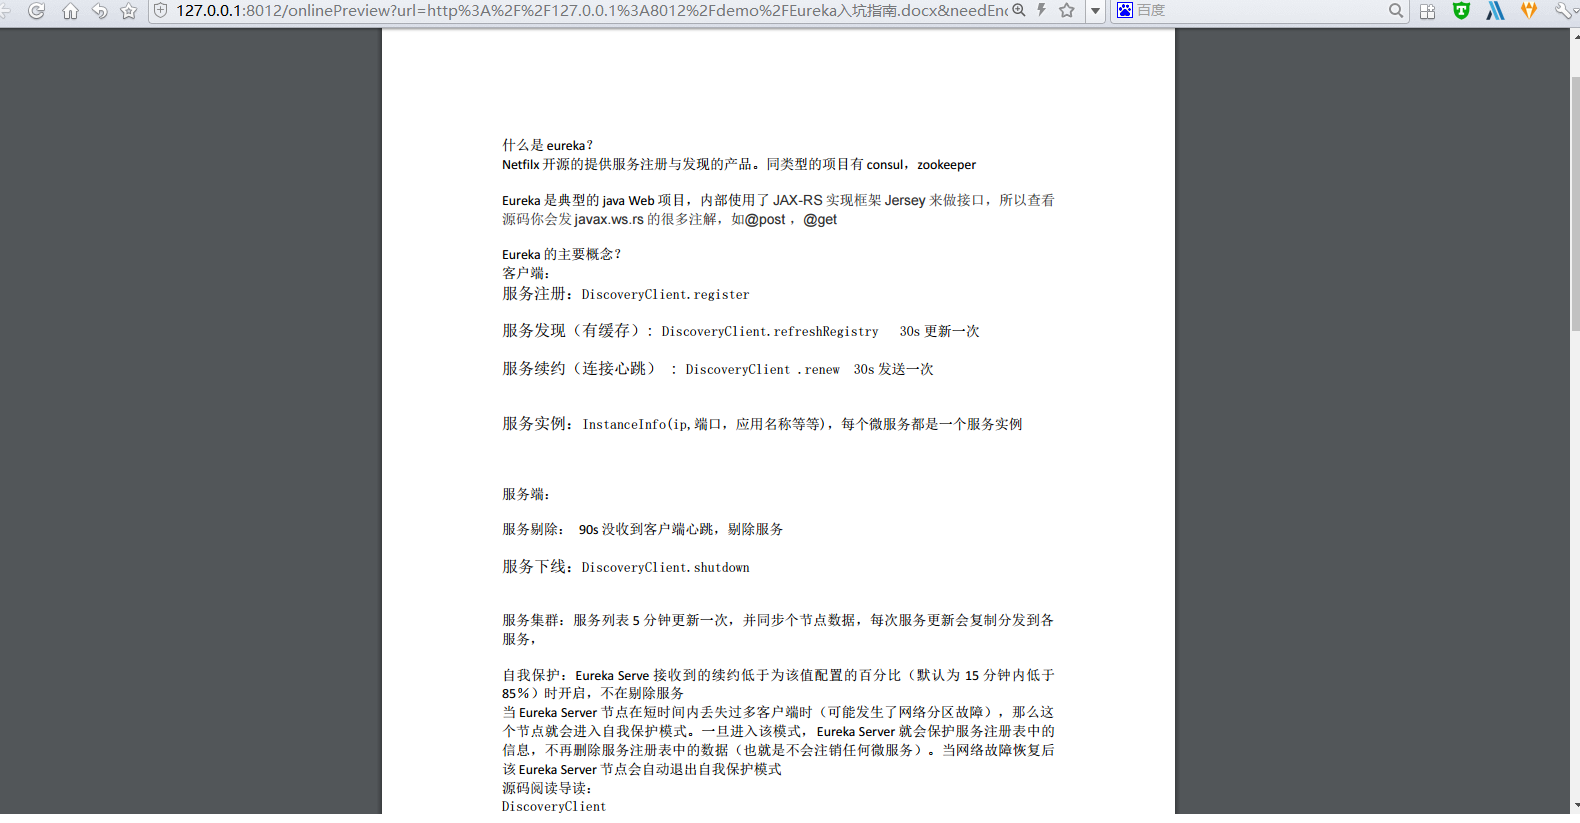 127.0.0.1:8012/onlinePreview?url=http%3A%2F%2F127.0.0.1%3A8012%2Fdemo%2FEureka入坑指南.docx&needEnc
百度
什么是 eureka？
Netfilx 开源的提供服务注册与发现的产品。同类型的项目有 consul，zookeeper
Eureka 是典型的 java Web 项目，内部使用了 JAX-RS 实现框架 Jersey 来做接口，所以查看
源码你会发 javax.ws.rs 的很多注解，如@post ，@get
Eureka 的主要概念？
客户端：
服务注册：DiscoveryClient.register
服务发现（有缓存）: DiscoveryClient.refreshRegistry 30s 更新一次
服务续约（连接心跳） : DiscoveryClient .renew 30s 发送一次
服务实例：InstanceInfo(ip,端口，应用名称等等)，每个微服务都是一个服务实例
服务端：
服务剔除： 90s 没收到客户端心跳，剔除服务
服务下线：DiscoveryClient.shutdown
服务集群：服务列表 5 分钟更新一次，并同步个节点数据，每次服务更新会复制分发到各
服务，
自我保护：Eureka Serve 接收到的续约低于为该值配置的百分比（默认为 15 分钟内低于
85％）时开启，不在剔除服务
当 Eureka Server 节点在短时间内丢失过多客户端时（可能发生了网络分区故障），那么这
个节点就会进入自我保护模式。一旦进入该模式，Eureka Server 就会保护服务注册表中的
信息，不再删除服务注册表中的数据（也就是不会注销任何微服务）。当网络故障恢复后
该 Eureka Server 节点会自动退出自我保护模式
源码阅读导读：
DiscoveryClient